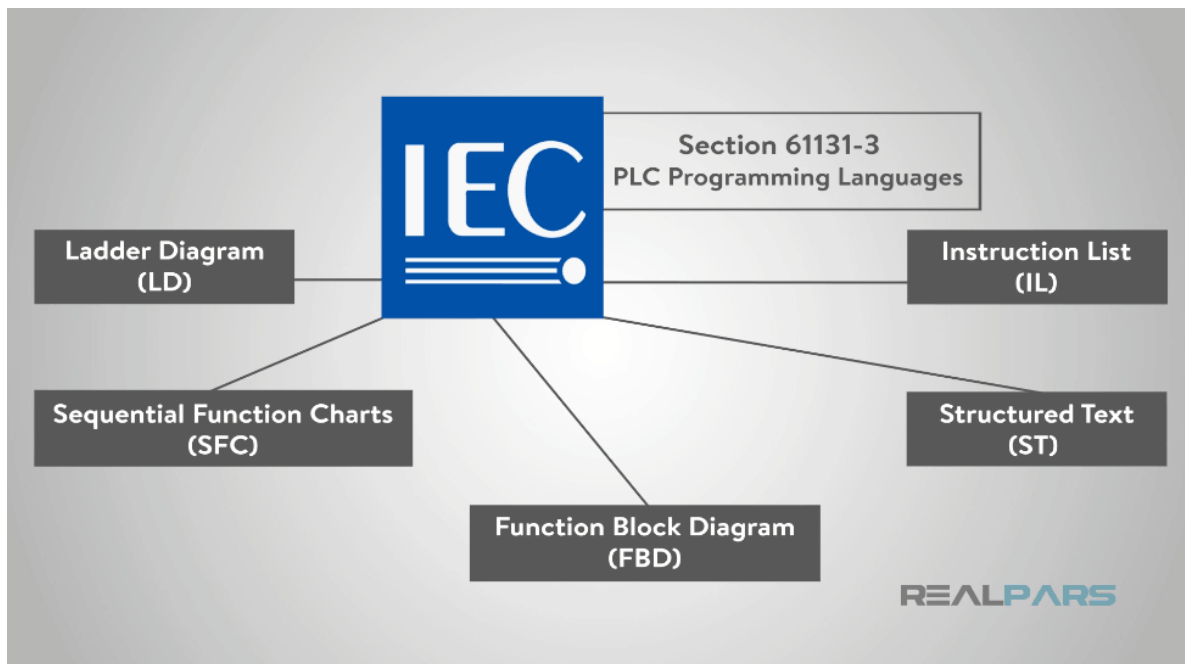 IEC
Section 61131-3
PLC Programming Languages
Ladder Diagram
(LD)
Instruction List
(IL)
Sequential Function Charts
(SFC)
Structured Text
(ST)
Function Block Diagram
(FBD)
REALPARS